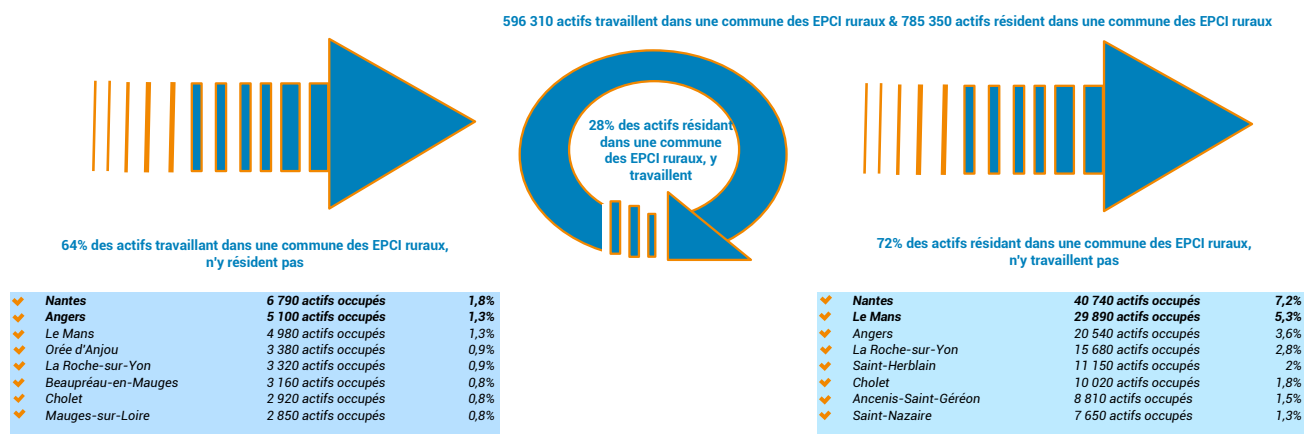 596 310 actifs travaillent dans une commune des EPCI ruraux & 785 350 actifs résident dans une commune des EPCI ruraux
28% des actifs résidant
dans une commune
des EPCI ruraux, y
travaillent
64% des actifs travaillant dans une commune des EPCI ruraux,
n'y résident pas
72% des actifs résidant dans une commune des EPCI ruraux,
n'y travaillent pas
Nantes 6 790 actifs occupés 1,8%
Angers 5 100 actifs occupés 1,3%
Le Mans 4 980 actifs occupés 1,3%
Orée d'Anjou 3 380 actifs occupés 0,9%
La Roche-sur-Yon 3 320 actifs occupés 0,9%
Beaupréau-en-Mauges 3 160 actifs occupés 0,8%
Cholet 2 920 actifs occupés 0,8%
Mauges-sur-Loire 2 850 actifs occupés 0,8%
Nantes 40 740 actifs occupés 7,2%
Le Mans 29 890 actifs occupés 5,3%
Angers 20 540 actifs occupés 3,6%
La Roche-sur-Yon 15 680 actifs occupés 2,8%
Saint-Herblain 11 150 actifs occupés 2%
Cholet 10 020 actifs occupés 1,8%
Ancenis-Saint-Géréon 8 810 actifs occupés 1,5%
Saint-Nazaire 7 650 actifs occupés 1,3%